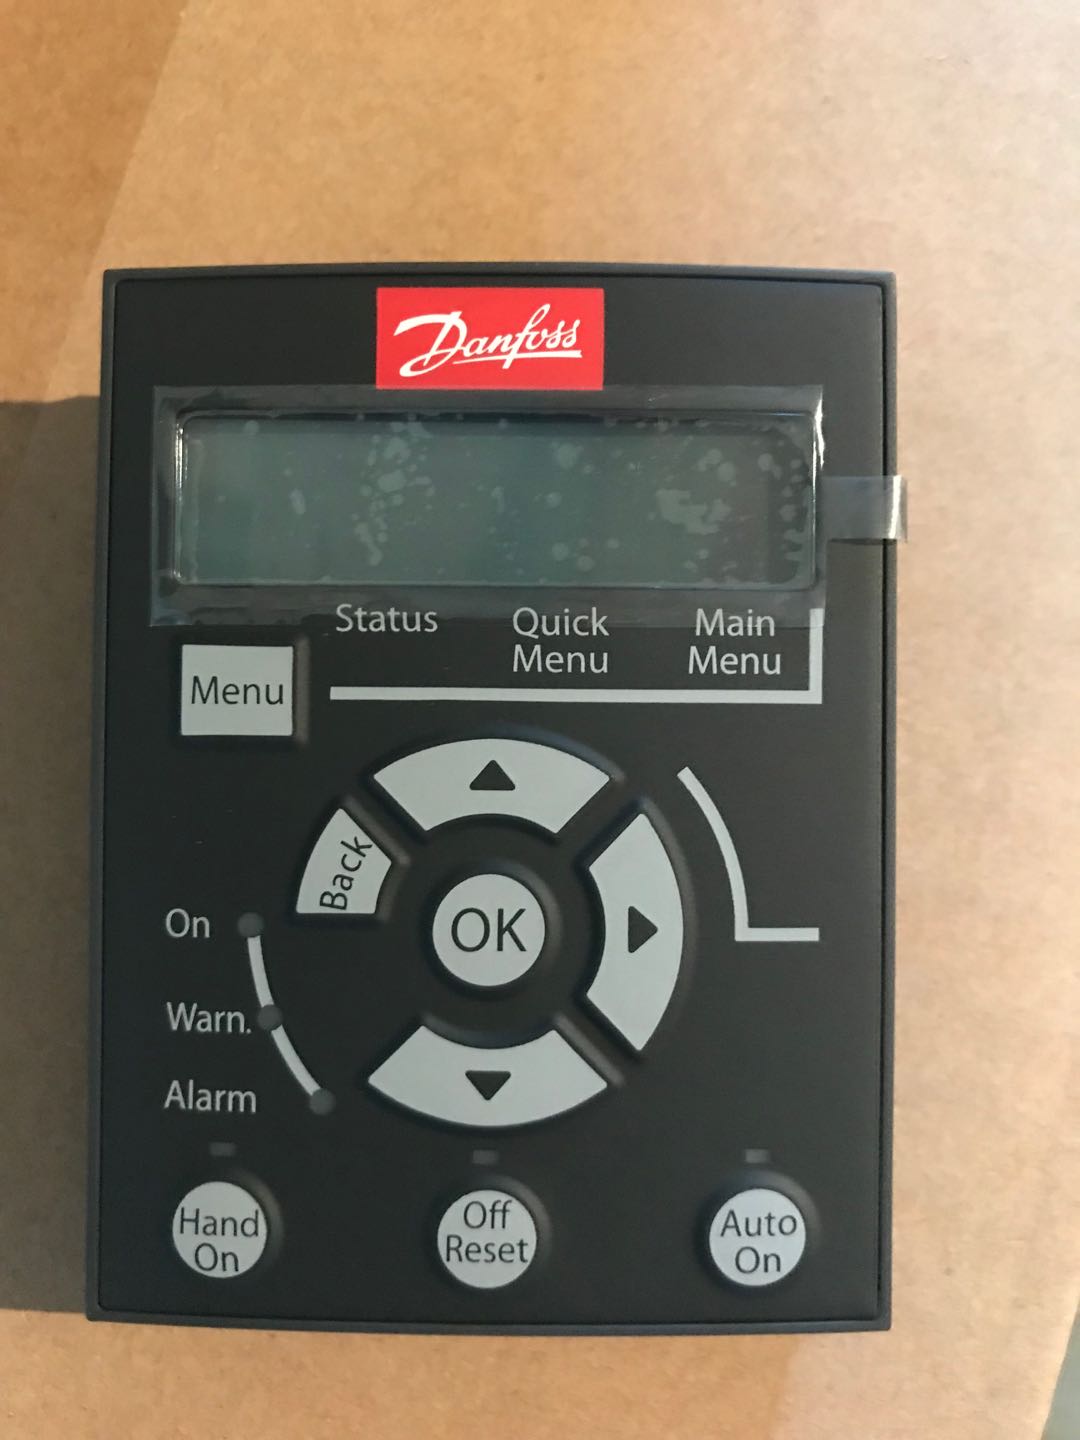 Danfoss
Status
Quick
Menu
Main
Menu
Menu
Back
OK
On
Warn.
Alarm
Hand
On
Off
Reset
Auto
On